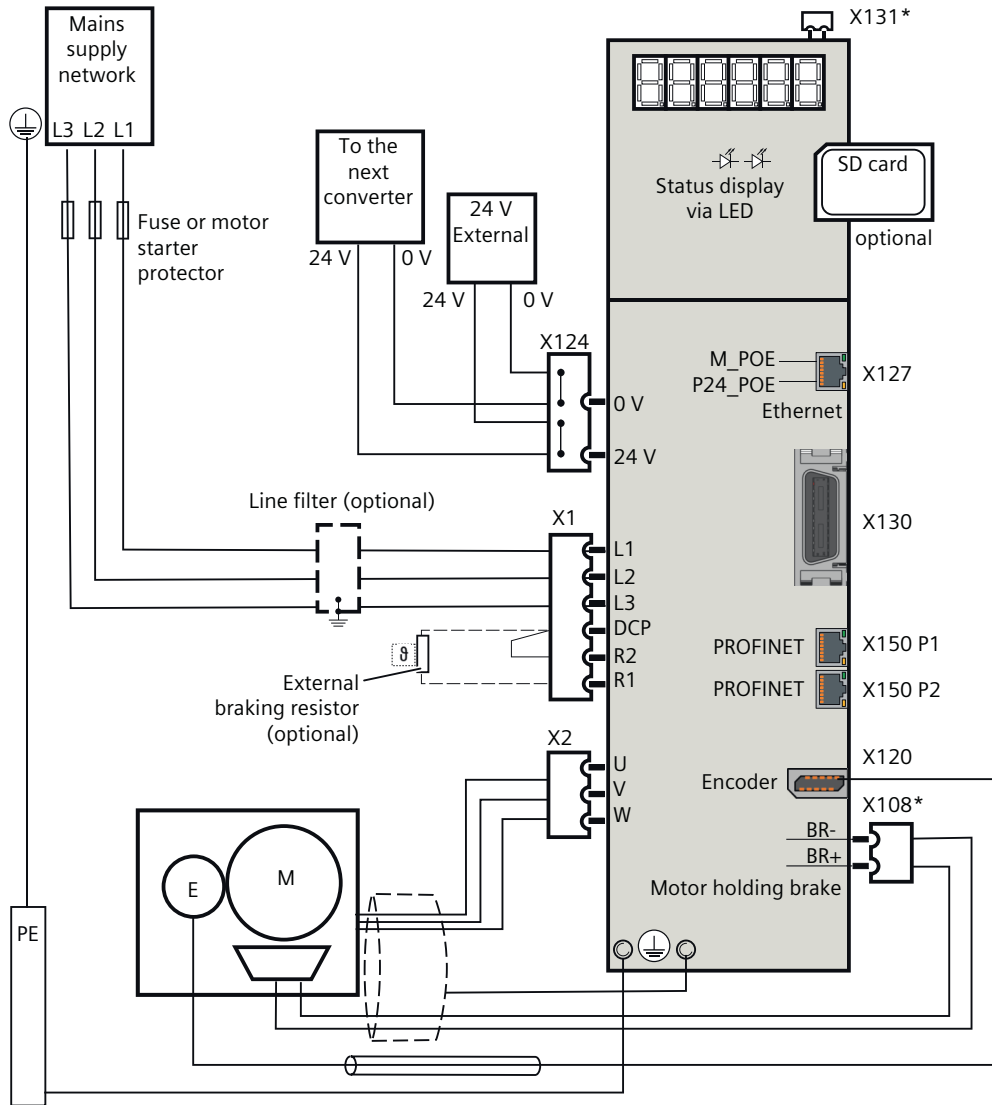 Mains
supply
network
L3 L2 L1
Fuse or motor
starter
protector
To the
next
converter
24 V
0 V
24 V
External
24 V
0 V
X124
0 V
24 V
X131*
Status display
via LED
SD card
optional
M_POE
P24_POE
Ethernet
X127
X130
Line filter (optional)
X1
L1
L2
L3
DCP
R2
R1
ϑ
External
braking resistor
(optional)
PROFINET
X150 P1
PROFINET
X150 P2
X2
U
V
W
Encoder
X120
X108*
BR-
BR+
Motor holding brake
E
M
PE